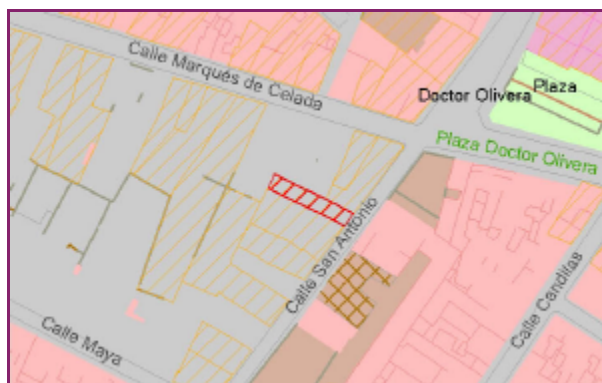 Calle Marqués de Celada
Doctor Olivera
Plaza
Plaza Doctor Olivera
Calle San Antonio
Calle Candilas
Calle Maya